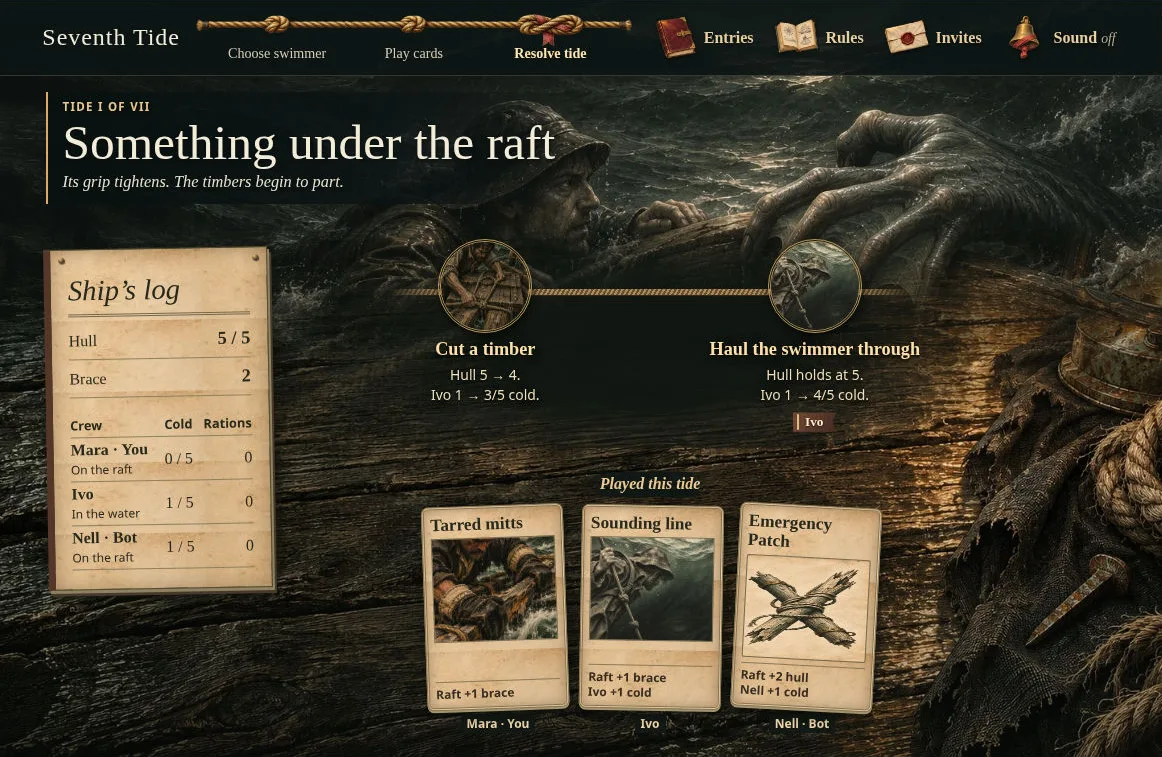 Seventh Tide
Choose swimmer
Play cards
Resolve tide
Entries
Rules
Invites
Sound off
TIDE I OF VII
Something under the raft
Its grip tightens. The timbers begin to part.
Ship's log
Hull 5 / 5
Brace 2
Crew Cold Rations
Mara · You 0 / 5 0
On the raft
Ivo 1 / 5 0
In the water
Nell · Bot 1 / 5 0
On the raft
Cut a timber
Hull 5 → 4.
Ivo 1 → 3/5 cold.
Haul the swimmer through
Hull holds at 5.
Ivo 1 → 4/5 cold.
Ivo
Played this tide
Tarred mitts
Raft +1 brace
Mara · You
Sounding line
Raft +1 brace
Ivo +1 cold
Ivo
Emergency
Patch
Raft +2 hull
Nell +1 cold
Nell · Bot